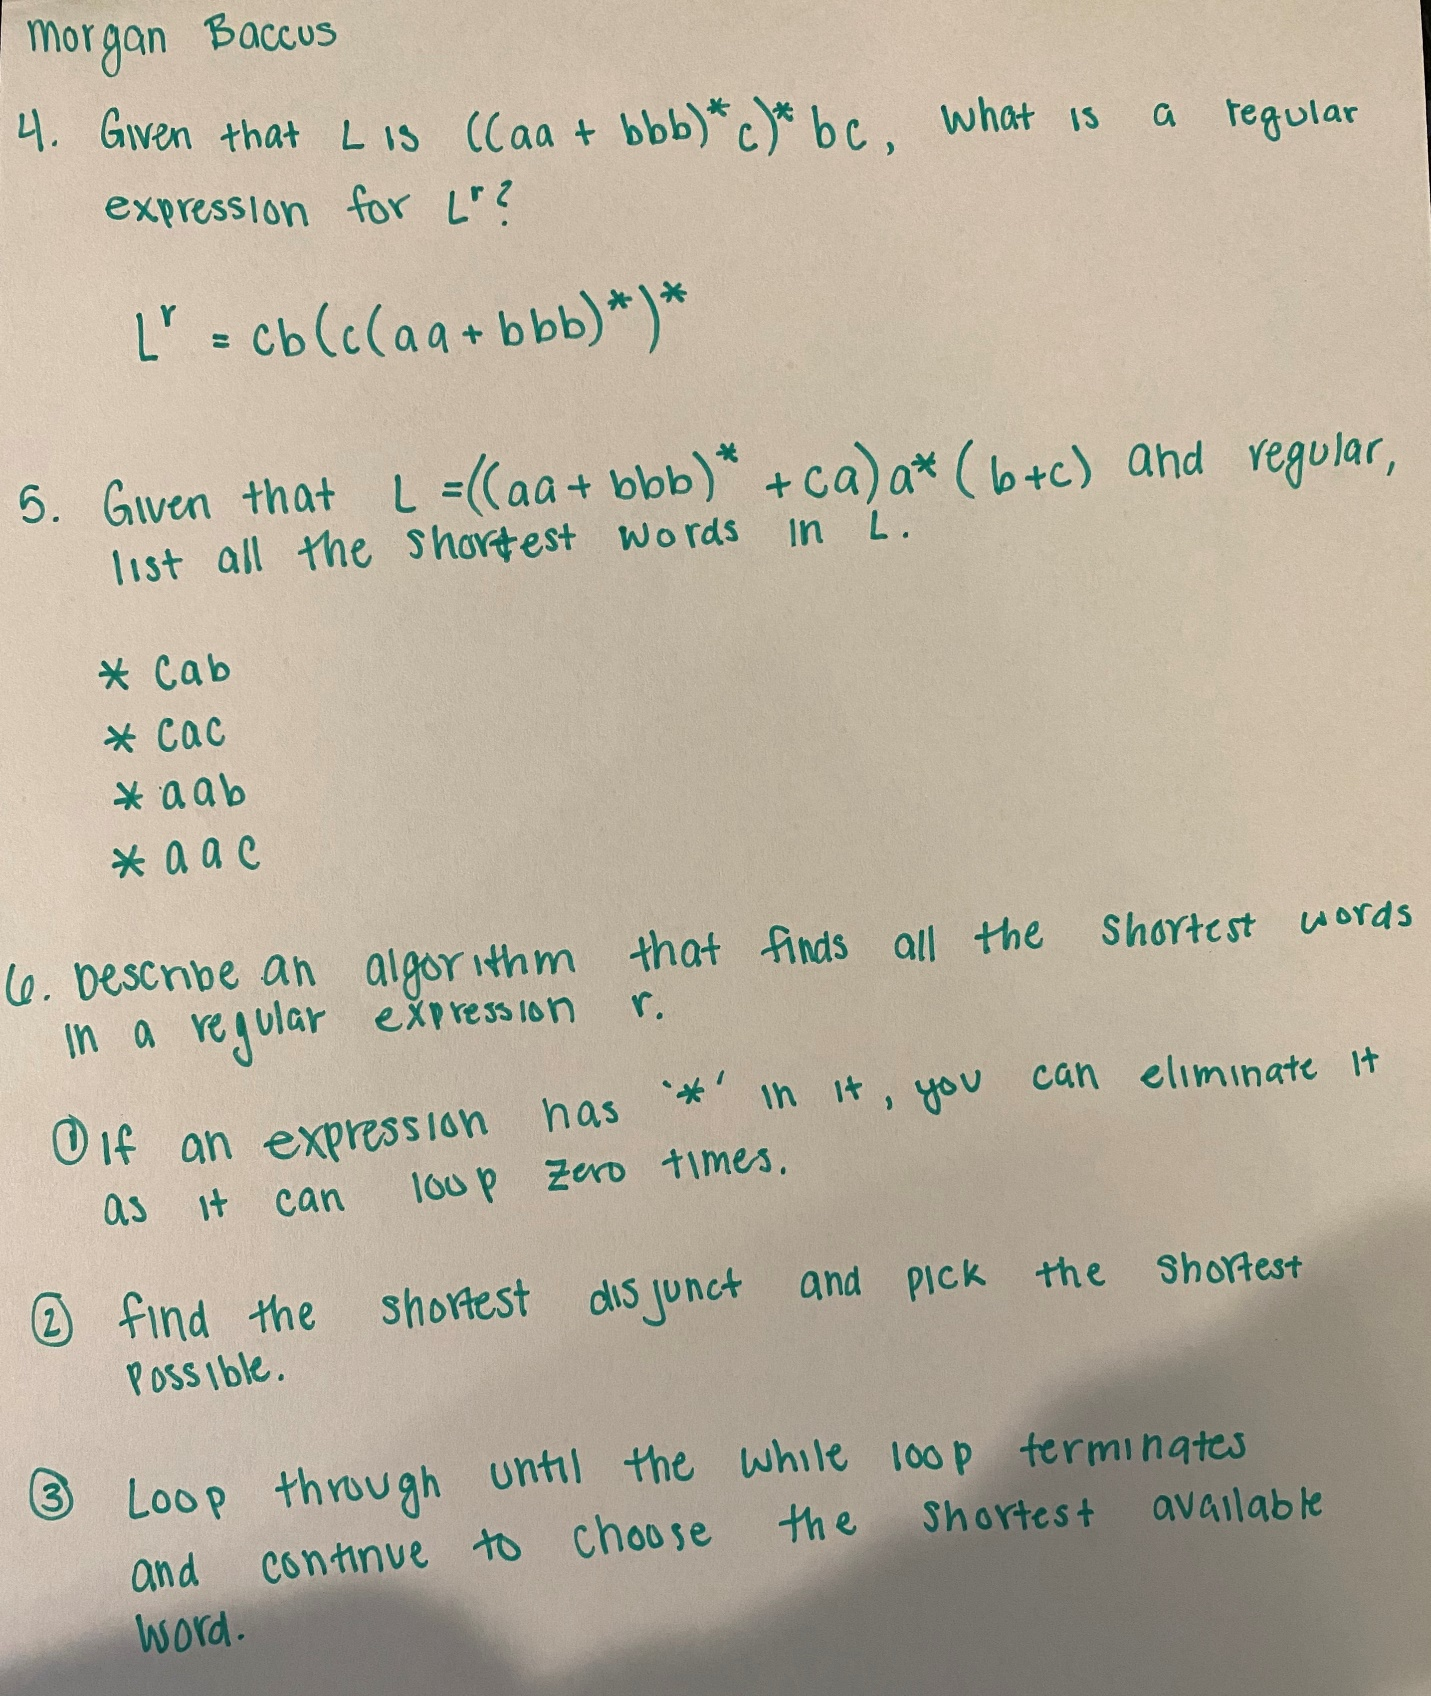 Morgan Baccus
4. Given that L is ((aa + bbb)* c)* bc, what is a regular
expression for Lʳ?
Lʳ = cb(c(aa + bbb)*)*
5. Given that L =((aa + bbb)* + ca) a* (b+c) and regular,
list all the shortest words in L.
* cab
* cac
* aab
* aac
6. Describe an algorithm that finds all the shortest words
in a regular expression r.
① If an expression has '*' in it, you can eliminate it
as it can loop zero times.
② find the shortest disjunct and pick the shortest
possible.
③ Loop through until the while loop terminates
and continue to choose the shortest available
word.